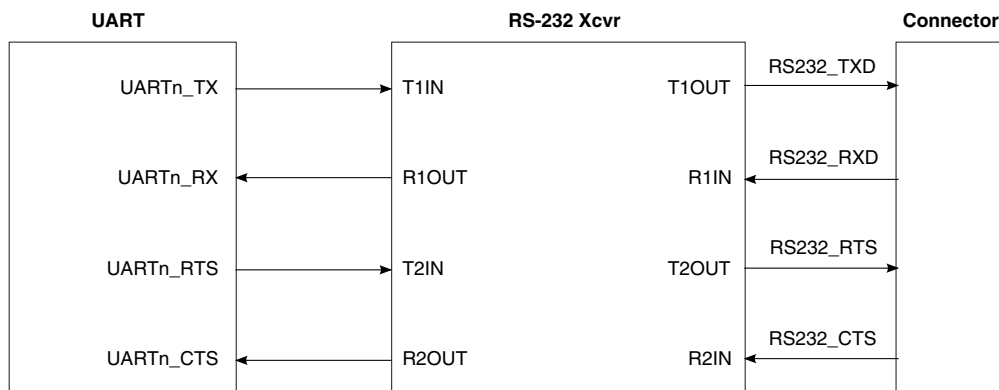 UART RS-232 Xcvr Connector
UARTn_TX T1IN T1OUT RS232_TXD
UARTn_RX R1OUT R1IN RS232_RXD
UARTn_RTS T2IN T2OUT RS232_RTS
UARTn_CTS R2OUT R2IN RS232_CTS